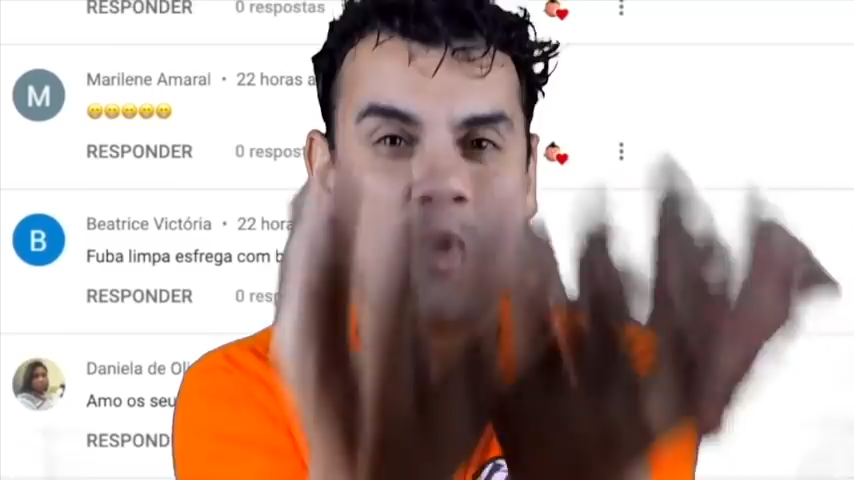 RESPONDER 0 respostas
M
Marilene Amaral • 22 horas a
😁😁😁😁😁
RESPONDER 0 respost
B
Beatrice Victória • 22 hora
Fuba limpa esfrega com b
RESPONDER 0 resp
Daniela de Oli
Amo os seu
RESPOND